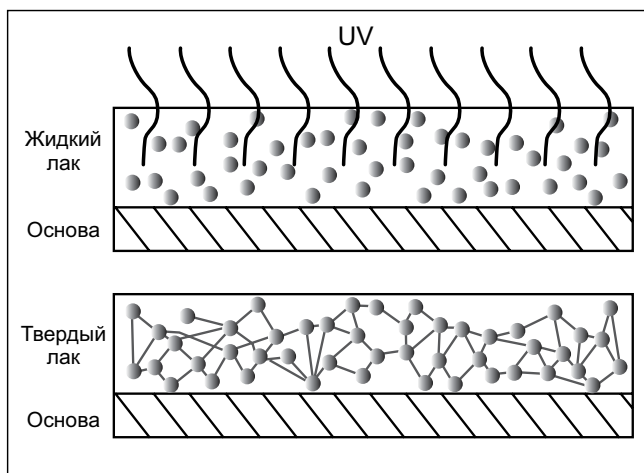 UV
Жидкий
лак
Основа
Твердый
лак
Основа